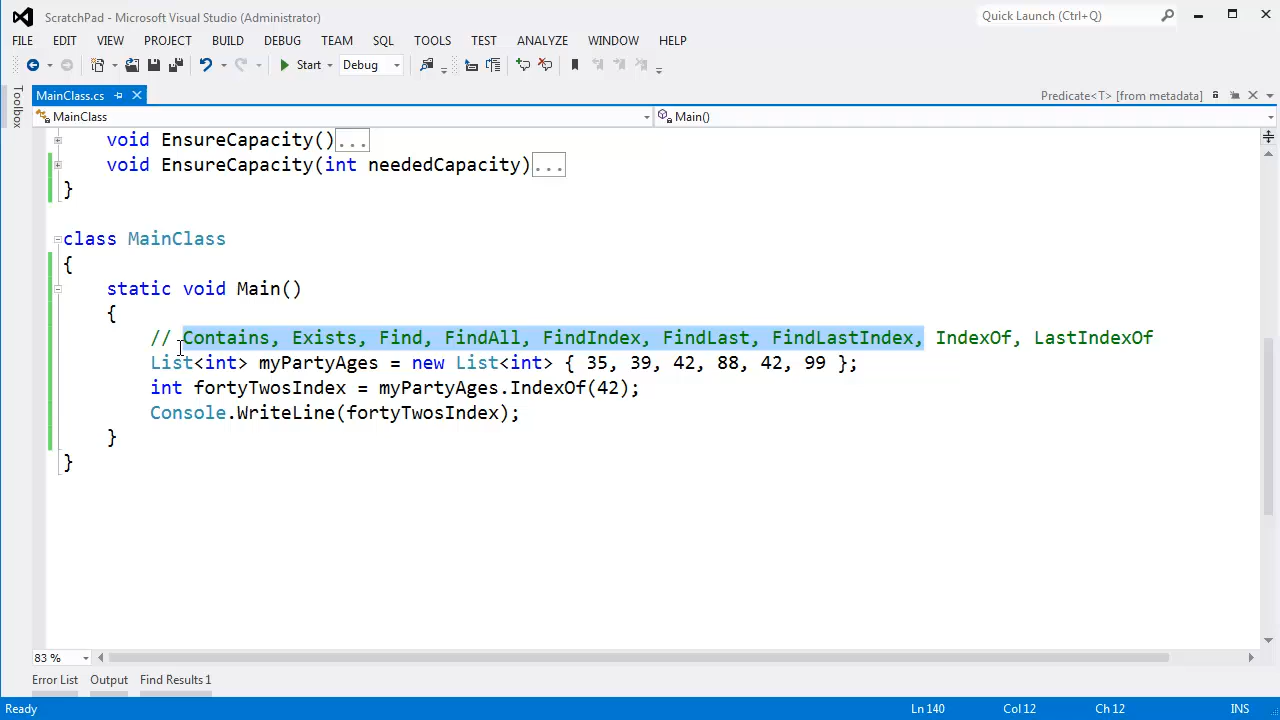 ScratchPad - Microsoft Visual Studio (Administrator)
Quick Launch (Ctrl+Q)
FILE EDIT VIEW PROJECT BUILD DEBUG TEAM SQL TOOLS TEST ANALYZE WINDOW HELP
Start Debug
MainClass.cs
Predicate<T> [from metadata]
Toolbox
MainClass
Main()
void EnsureCapacity()...
void EnsureCapacity(int neededCapacity)...
}
class MainClass
{
static void Main()
{
// Contains, Exists, Find, FindAll, FindIndex, FindLast, FindLastIndex, IndexOf, LastIndexOf
List<int> myPartyAges = new List<int> { 35, 39, 42, 88, 42, 99 };
int fortyTwosIndex = myPartyAges.IndexOf(42);
Console.WriteLine(fortyTwosIndex);
}
}
83 %
Error List Output Find Results 1
Ready Ln 140 Col 12 Ch 12 INS